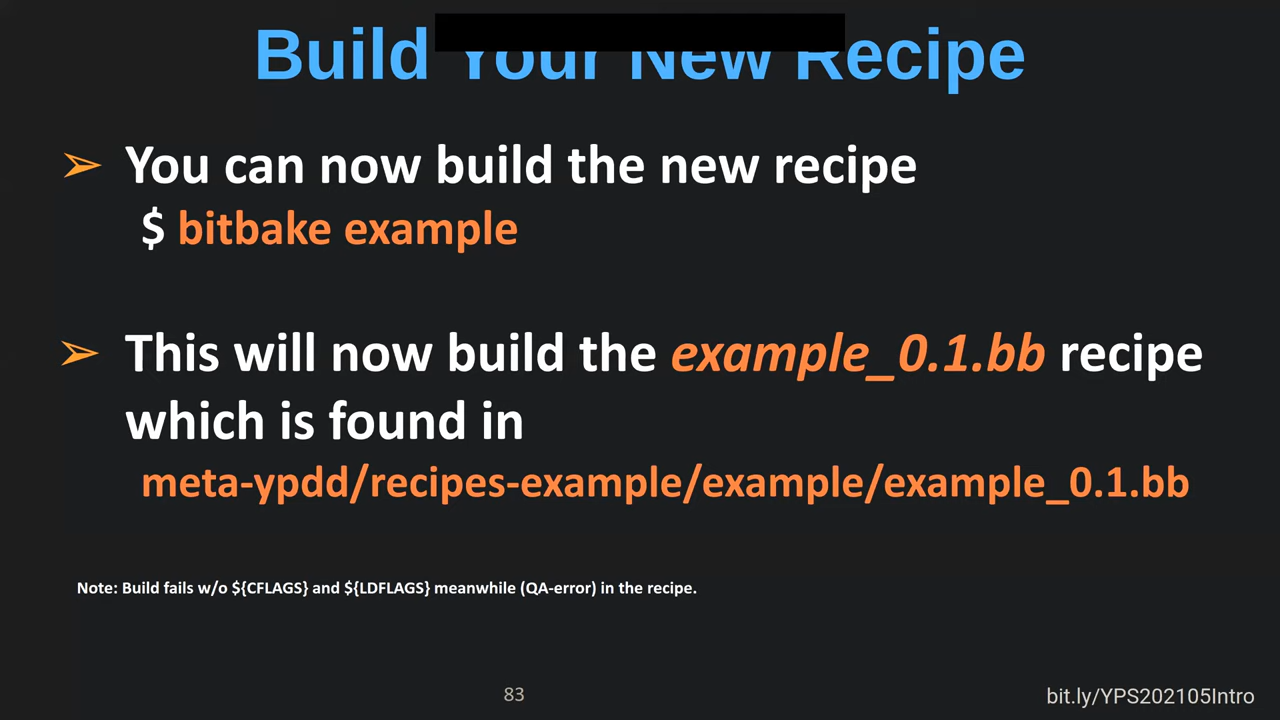 Build Your New Recipe
➢ You can now build the new recipe
$ bitbake example
➢ This will now build the example_0.1.bb recipe
which is found in
meta-ypdd/recipes-example/example/example_0.1.bb
Note: Build fails w/o ${CFLAGS} and ${LDFLAGS} meanwhile (QA-error) in the recipe.
83
bit.ly/YPS202105Intro